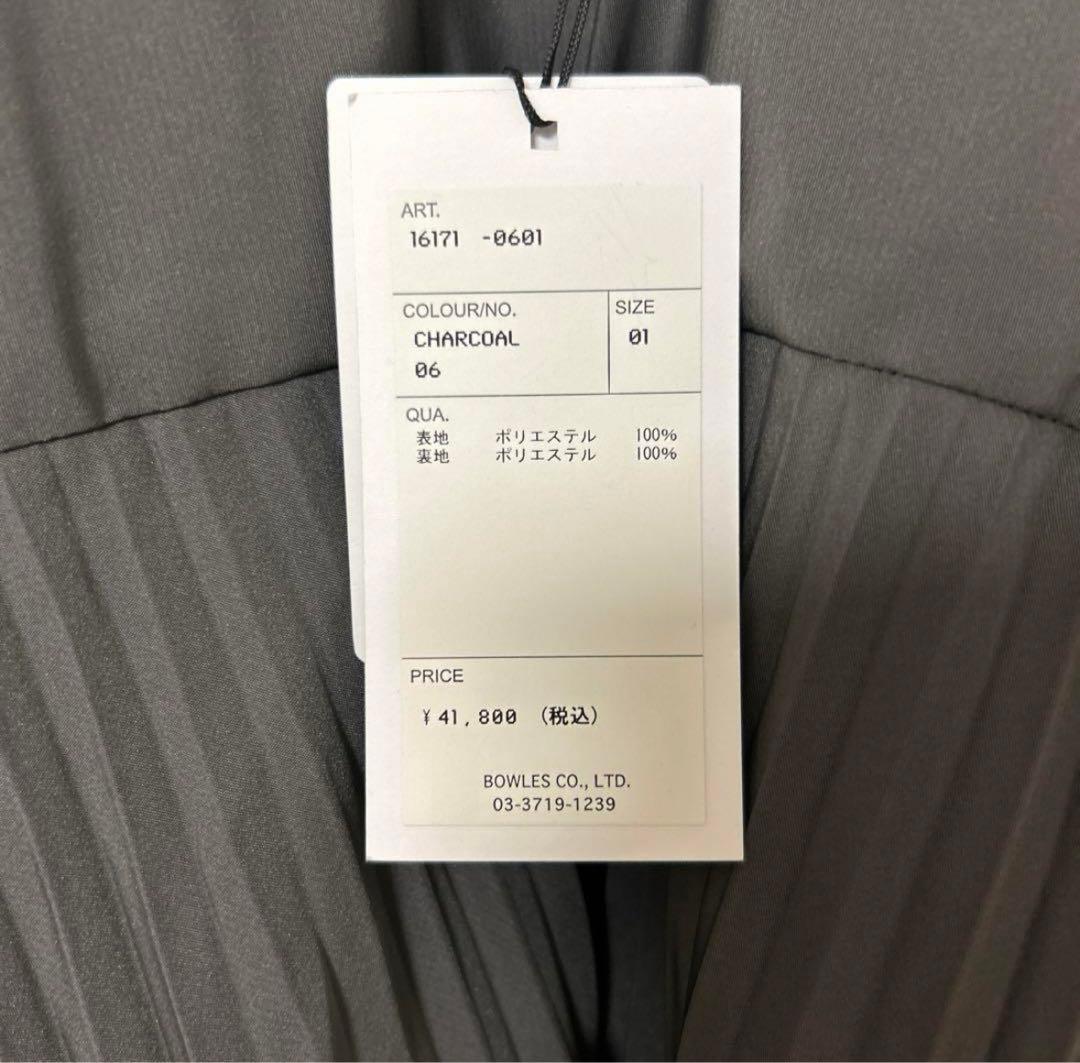 ART.
16171 -0601
COLOUR/NO.
CHARCOAL
06
SIZE
01
QUA.
表地 ポリエステル 100%
裏地 ポリエステル 100%
PRICE
¥41,800 (税込)
BOWLES CO., LTD.
03-3719-1239